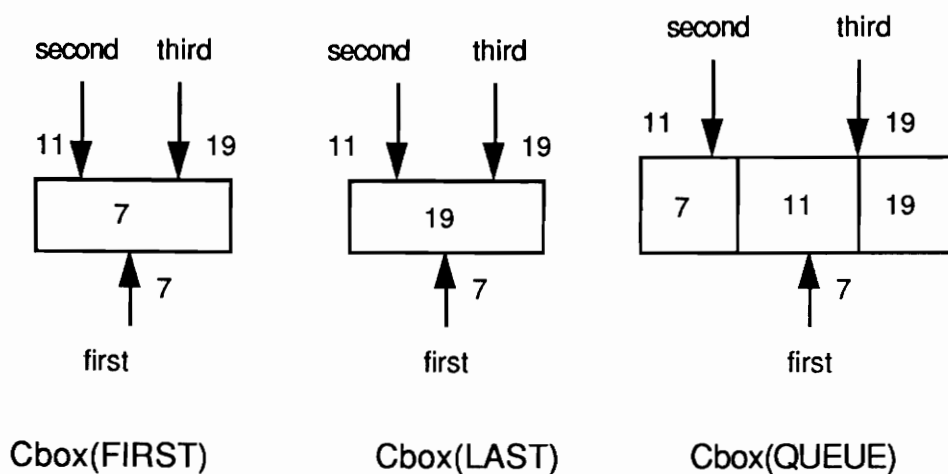 second third
11 19
7
7
first
Cbox(FIRST)
second third
11 19
19
7
first
Cbox(LAST)
second third
11 19
7 11 19
7
first
Cbox(QUEUE)